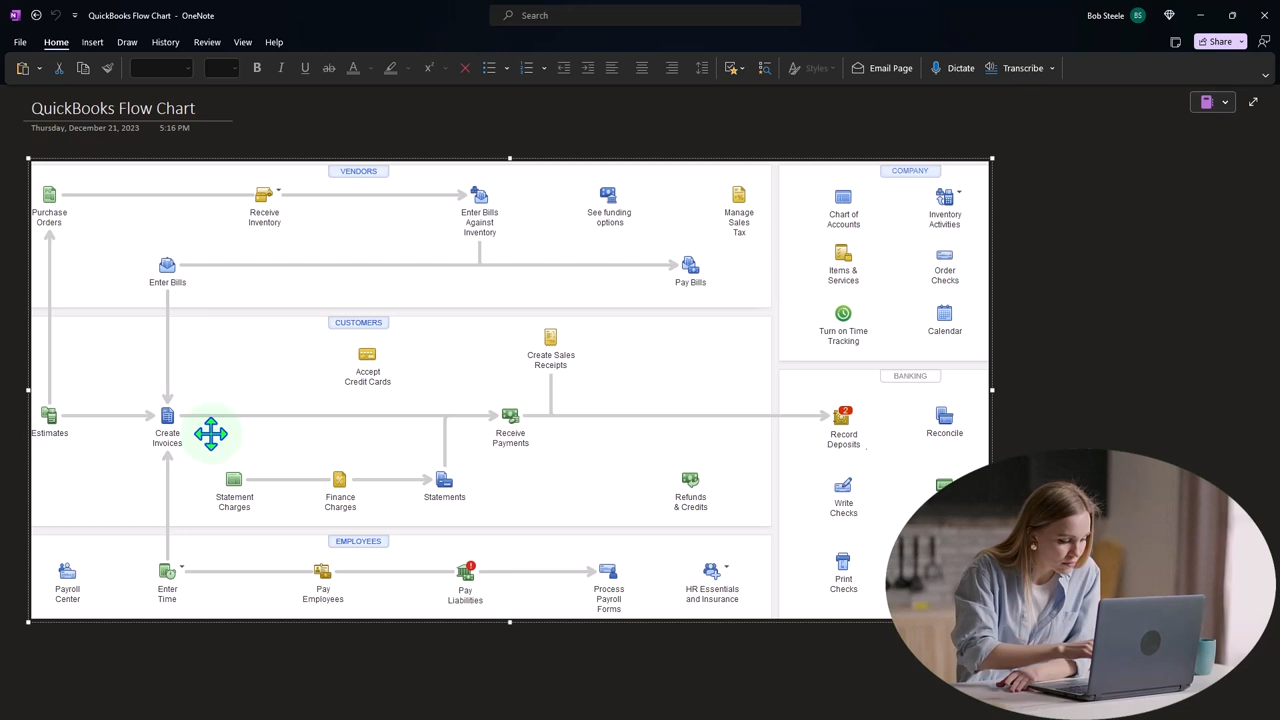 QuickBooks Flow Chart - OneNote
Search
Bob Steele
BS
File
Home
Insert
Draw
History
Review
View
Help
Share
Email Page
Dictate
Transcribe
Styles
QuickBooks Flow Chart
Thursday, December 21, 2023
5:16 PM
VENDORS
Purchase
Orders
Receive
Inventory
Enter Bills
Against
Inventory
See funding
options
Manage
Sales
Tax
Enter Bills
Pay Bills
CUSTOMERS
Accept
Credit Cards
Create Sales
Receipts
Estimates
Create
Invoices
Receive
Payments
Statement
Charges
Finance
Charges
Statements
Refunds
& Credits
EMPLOYEES
Payroll
Center
Enter
Time
Pay
Employees
Pay
Liabilities
Process
Payroll
Forms
HR Essentials
and Insurance
COMPANY
Chart of
Accounts
Inventory
Activities
Items &
Services
Order
Checks
Turn on Time
Tracking
Calendar
BANKING
2
Record
Deposits
Reconcile
Write
Checks
Print
Checks